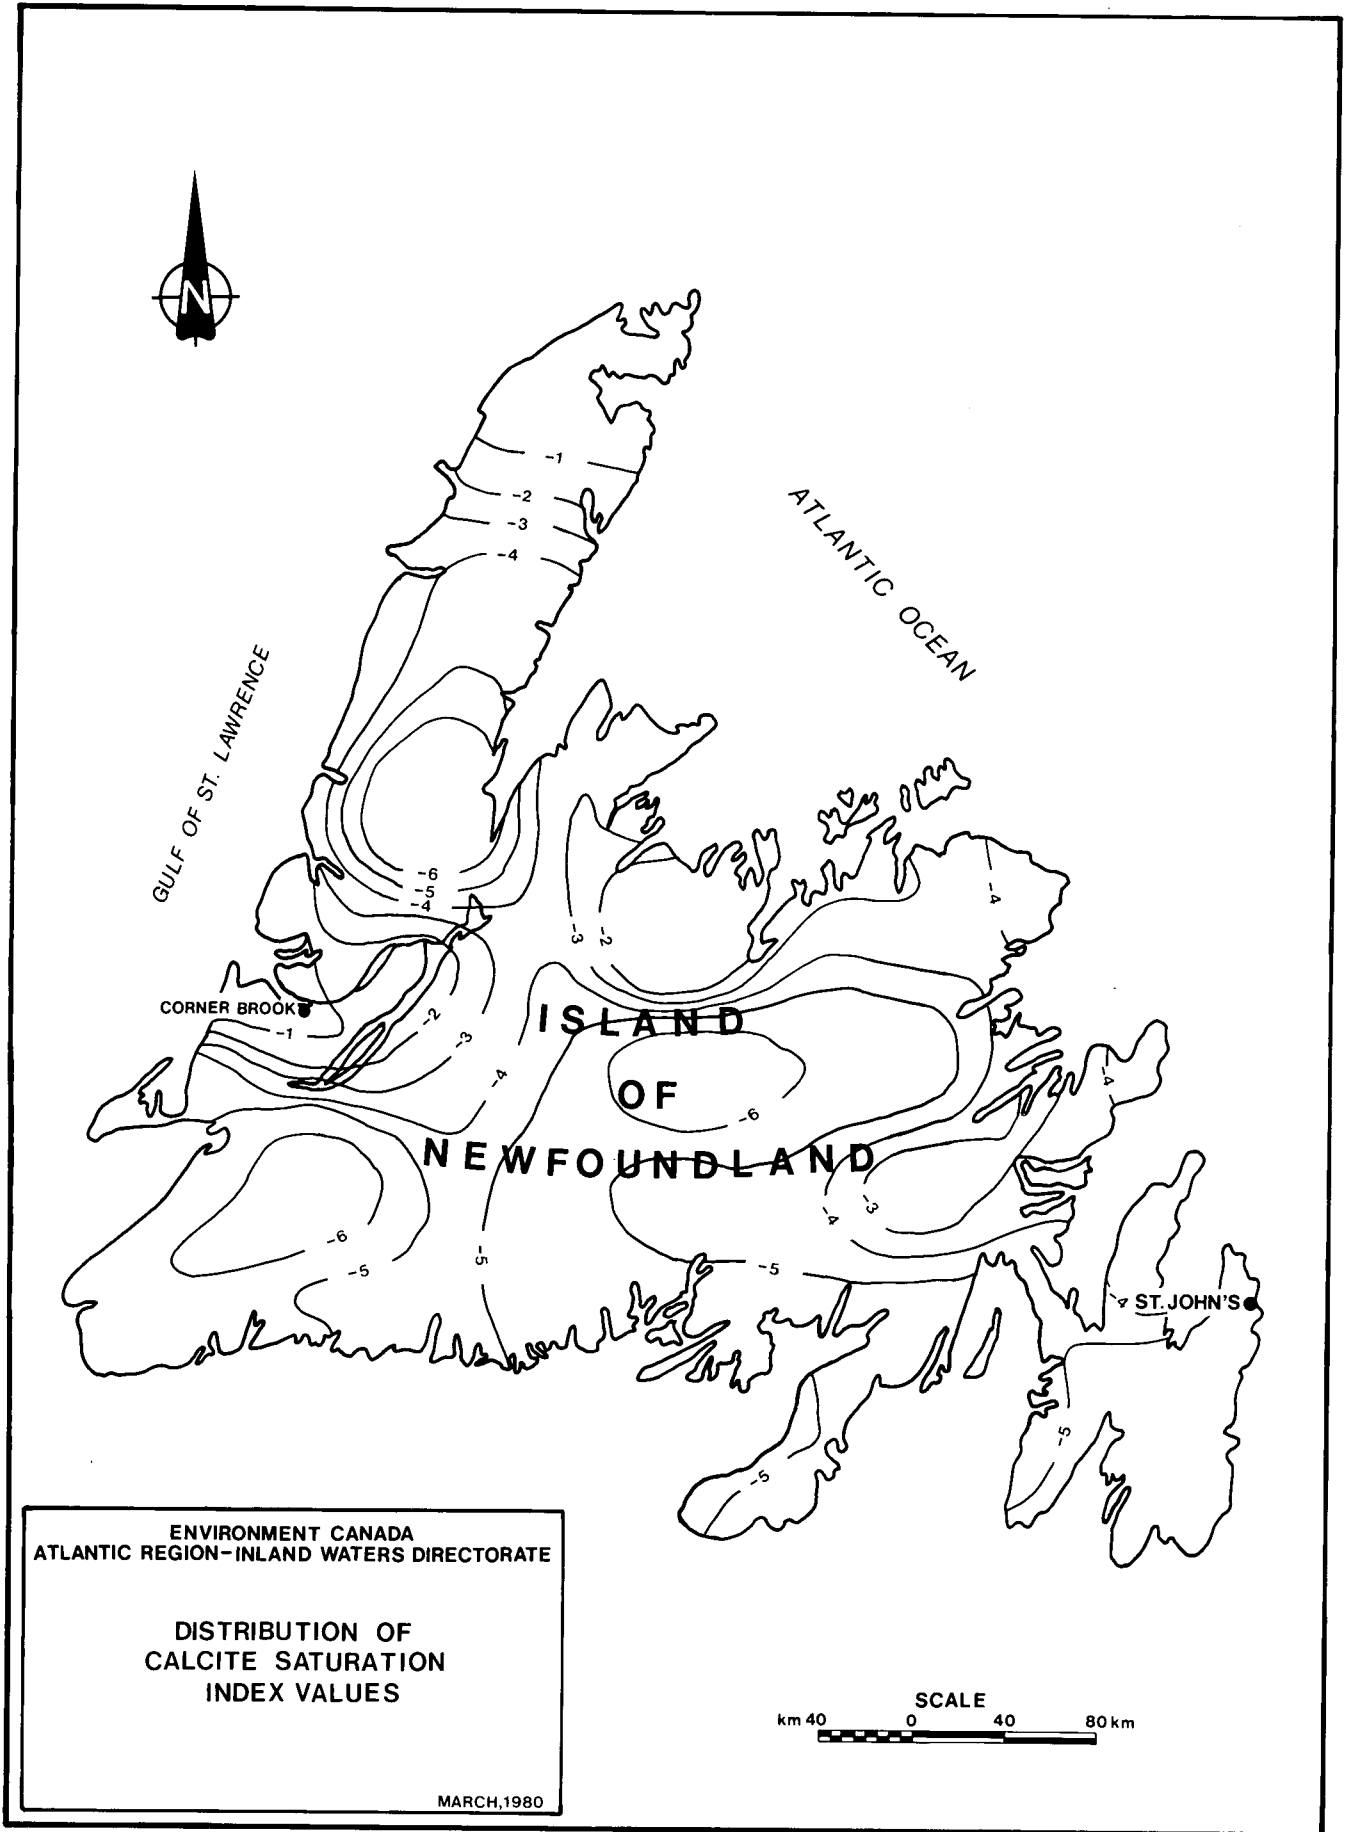 N
-1
-2
-3
-4
ATLANTIC OCEAN
GULF OF ST. LAWRENCE
-6
-5
-4
-3
-2
-4
CORNER BROOK
-1
-2
-3
-4
ISLAND
OF
-6
NEWFOUNDLAND
-4
-3
-4
-6
-5
-5
-5
-4
ST. JOHN'S
-5
-5
ENVIRONMENT CANADA
ATLANTIC REGION-INLAND WATERS DIRECTORATE
DISTRIBUTION OF
CALCITE SATURATION
INDEX VALUES
MARCH,1980
SCALE
km 40 0 40 80 km